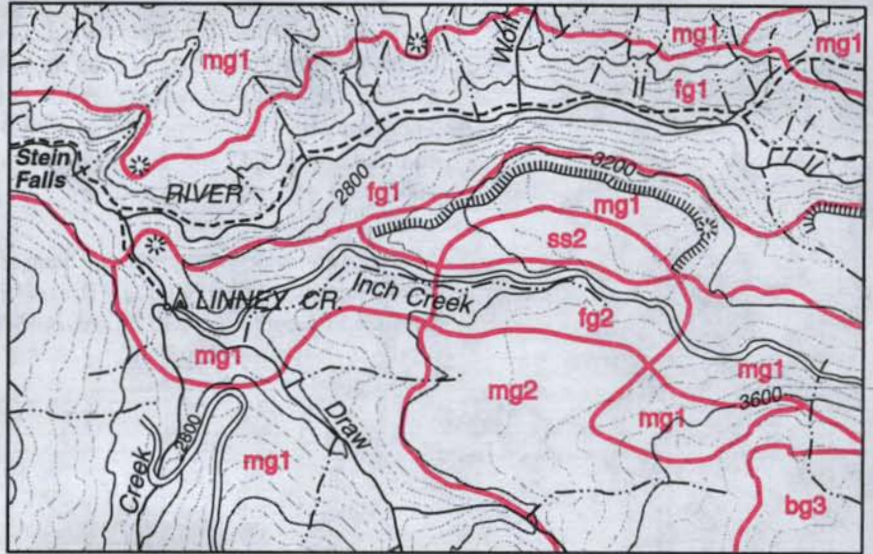 mg1
Wolf
mg1
mg1
fg1
Stein
Falls
RIVER
2800
fg1
3200
mg1
ss2
LINNEY CR.
Inch Creek
fg2
mg1
mg1
mg2
mg1
3600
Creek
2800
mg1
Draw
bg3